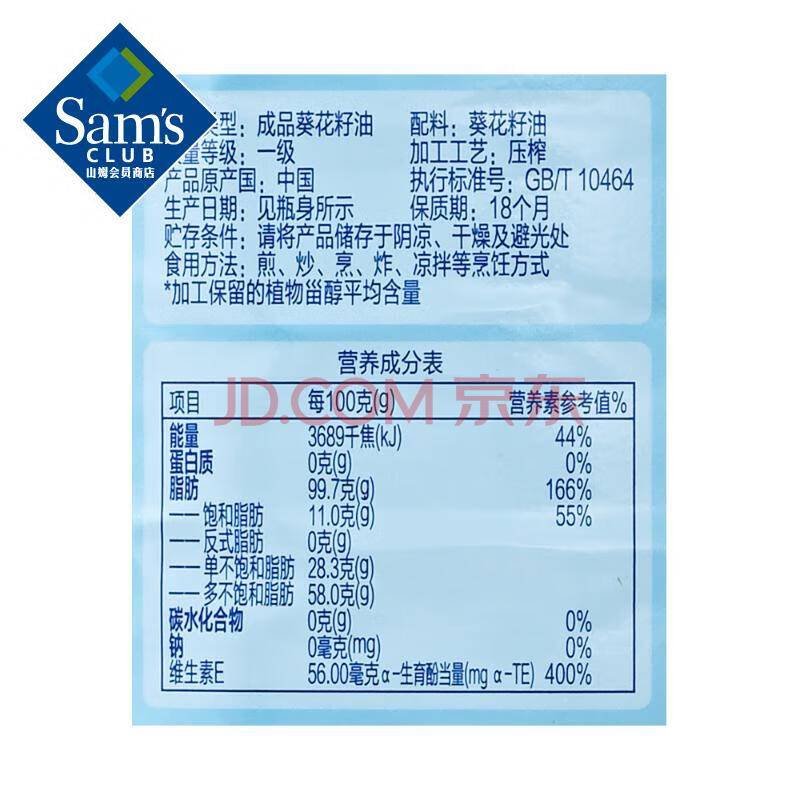 Sam's
CLUB
山姆会员商店
型：成品葵花籽油 配料：葵花籽油
量等级：一级 加工工艺：压榨
产品原产国：中国 执行标准号：GB/T 10464
生产日期：见瓶身所示 保质期：18个月
贮存条件：请将产品储存于阴凉、干燥及避光处
食用方法：煎、炒、烹、炸、凉拌等烹饪方式
*加工保留的植物甾醇平均含量
营养成分表
JD.COM 京东
项目 每100克(g) 营养素参考值%
能量 3689千焦(kJ) 44%
蛋白质 0克(g) 0%
脂肪 99.7克(g) 166%
——饱和脂肪 11.0克(g) 55%
——反式脂肪 0克(g)
——单不饱和脂肪 28.3克(g)
——多不饱和脂肪 58.0克(g)
碳水化合物 0克(g) 0%
钠 0毫克(mg) 0%
维生素E 56.00毫克α-生育酚当量(mg α-TE) 400%